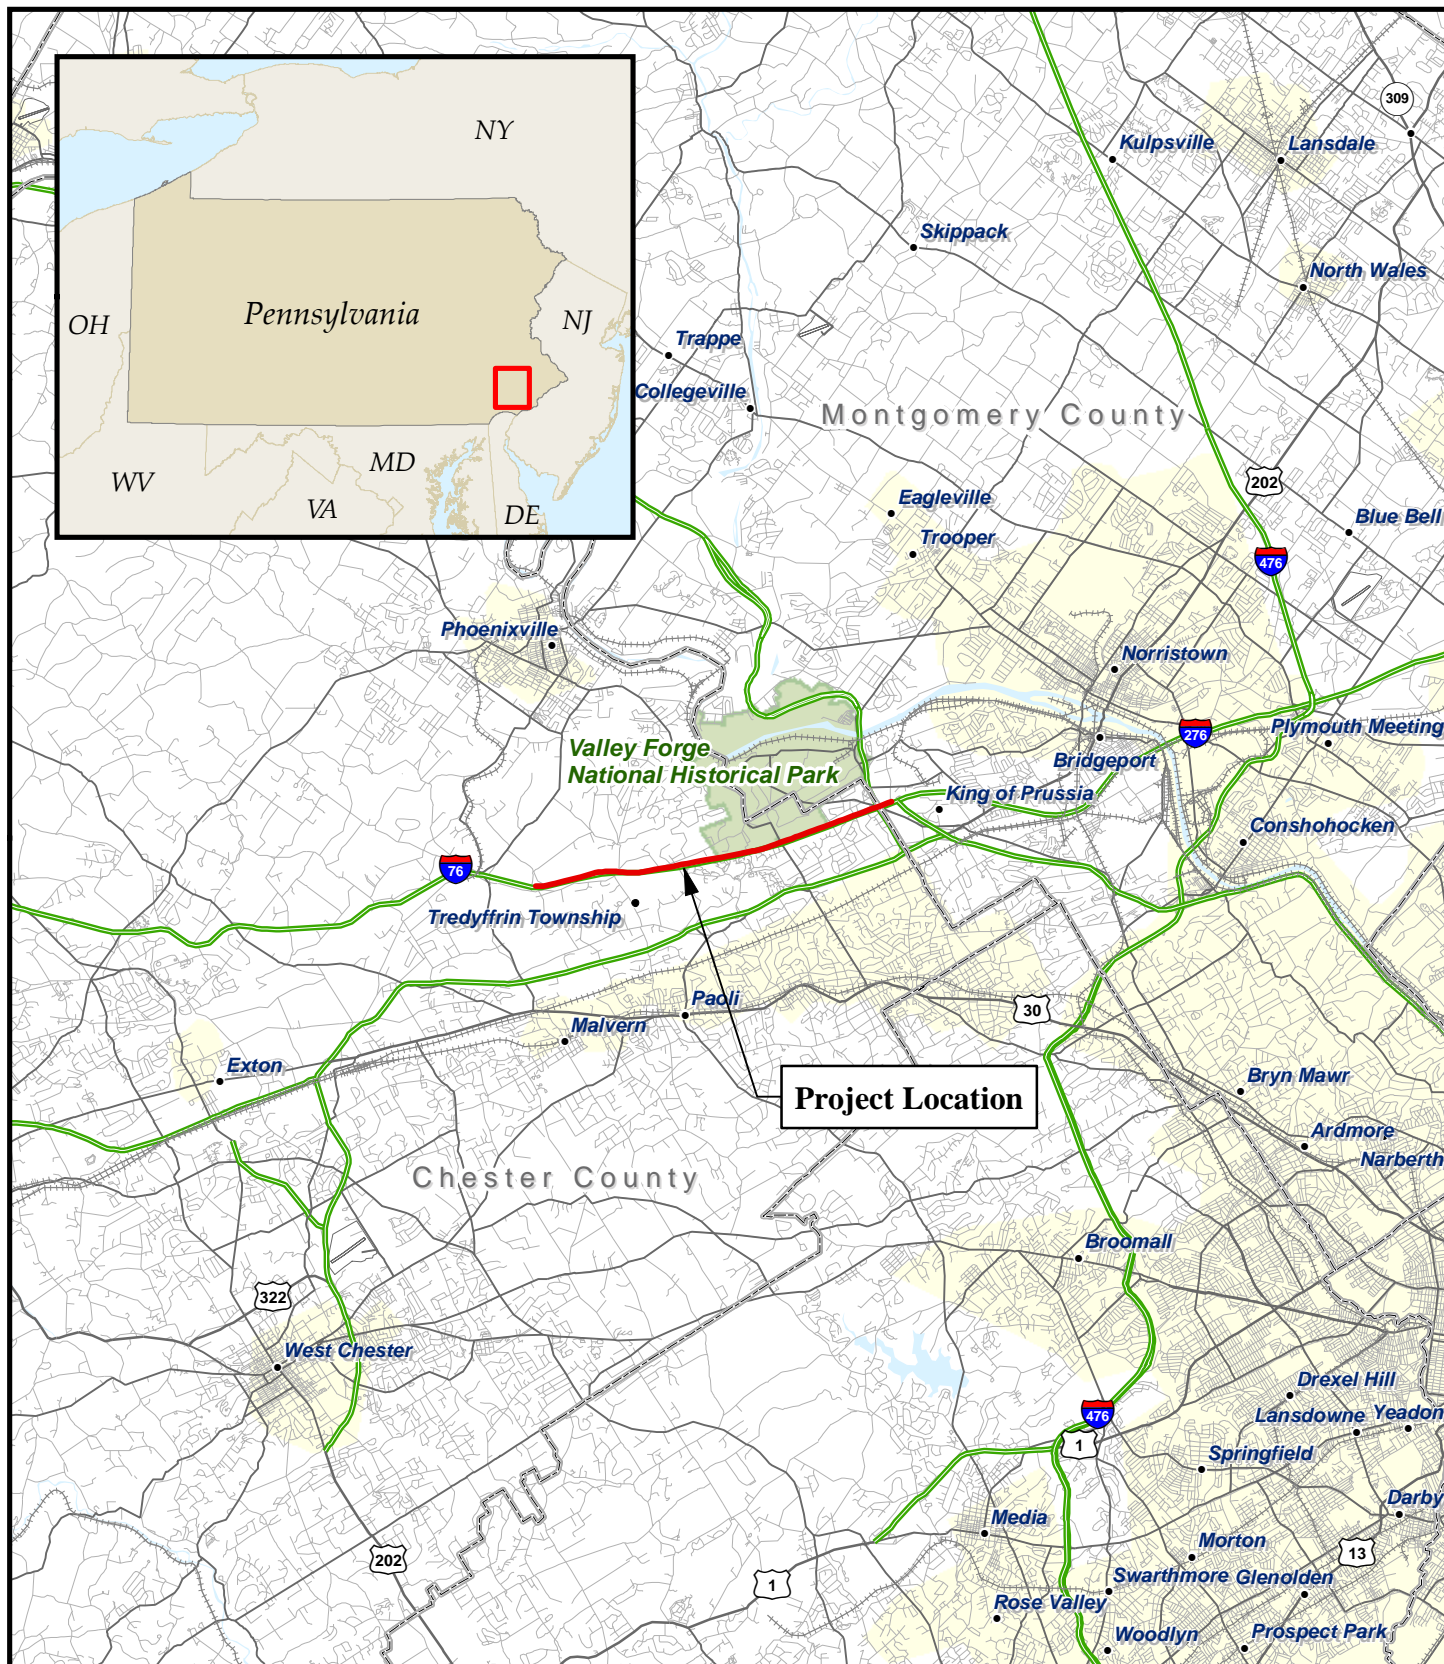 NY
OH
Pennsylvania
NJ
WV
MD
VA
DE
309
Kulpsville
Lansdale
Skippack
North Wales
Trappe
Collegeville
Montgomery County
202
Eagleville
Blue Bell
Trooper
476
Phoenixville
Norristown
276
Plymouth Meeting
Valley Forge
National Historical Park
Bridgeport
King of Prussia
Conshohocken
76
Tredyffrin Township
Paoli
30
Malvern
Exton
Project Location
Bryn Mawr
Ardmore
Narberth
Chester County
Broomall
322
West Chester
Drexel Hill
476
Lansdowne
Yeadon
1
Springfield
Media
Darby
202
Morton
13
1
Swarthmore
Glenolden
Rose Valley
Woodlyn
Prospect Park